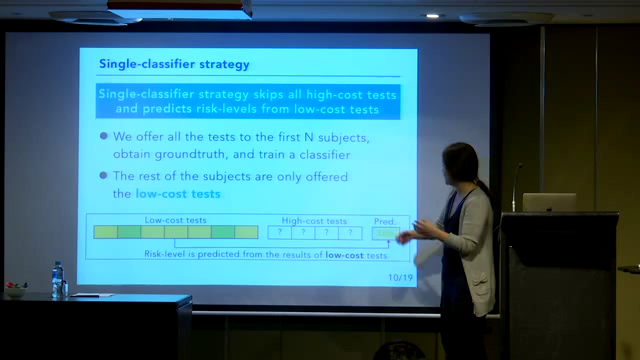 Single-classifier strategy
Single-classifier strategy skips all high-cost tests
and predicts risk-levels from low-cost tests
We offer all the tests to the first N subjects,
obtain groundtruth, and train a classifier
The rest of the subjects are only offered
the low-cost tests
Low-cost tests High-cost tests Pred..
? ? ? ?
Risk-level is predicted from the results of low-cost tests
10/19